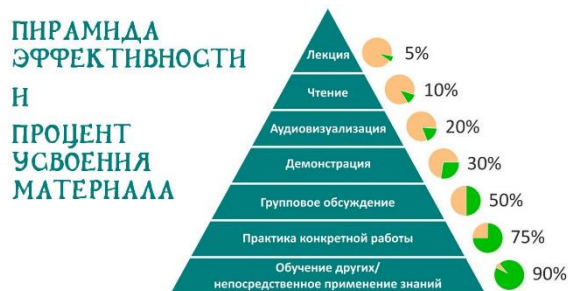 ПИРАМИДА
ЭФФЕКТИВНОСТИ
И
ПРОЦЕНТ
УСВОЕНИЯ
МАТЕРИАЛА
Лекция 5%
Чтение 10%
Аудиовизуализация 20%
Демонстрация 30%
Групповое обсуждение 50%
Практика конкретной работы 75%
Обучение других/
непосредственное применение знаний 90%